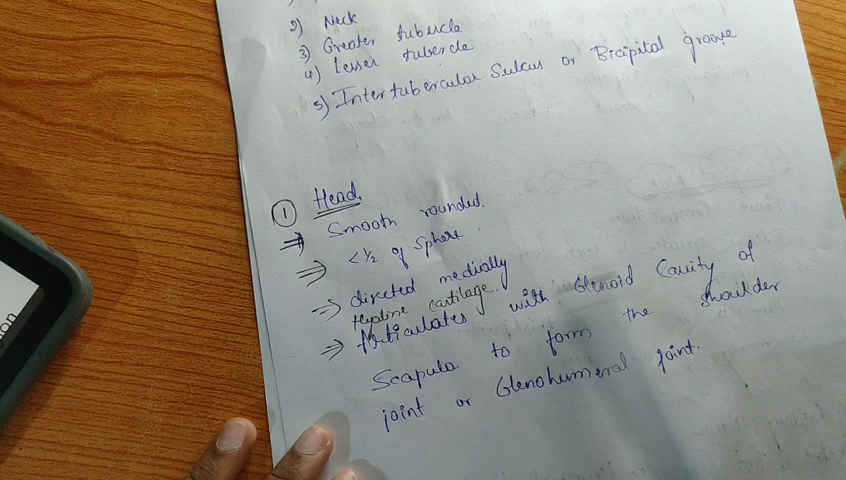 2) Neck
3) Greater tubercle
4) Lesser tubercle
5) Intertubercular Sulcus or Bicipital groove
① Head.
⇒ Smooth rounded.
⇒ < 1/2 of sphere.
⇒ directed medially
Hyaline cartilage.
⇒ Articulates with Glenoid Cavity of
Scapula to form the shoulder
joint or Glenohumeral joint.